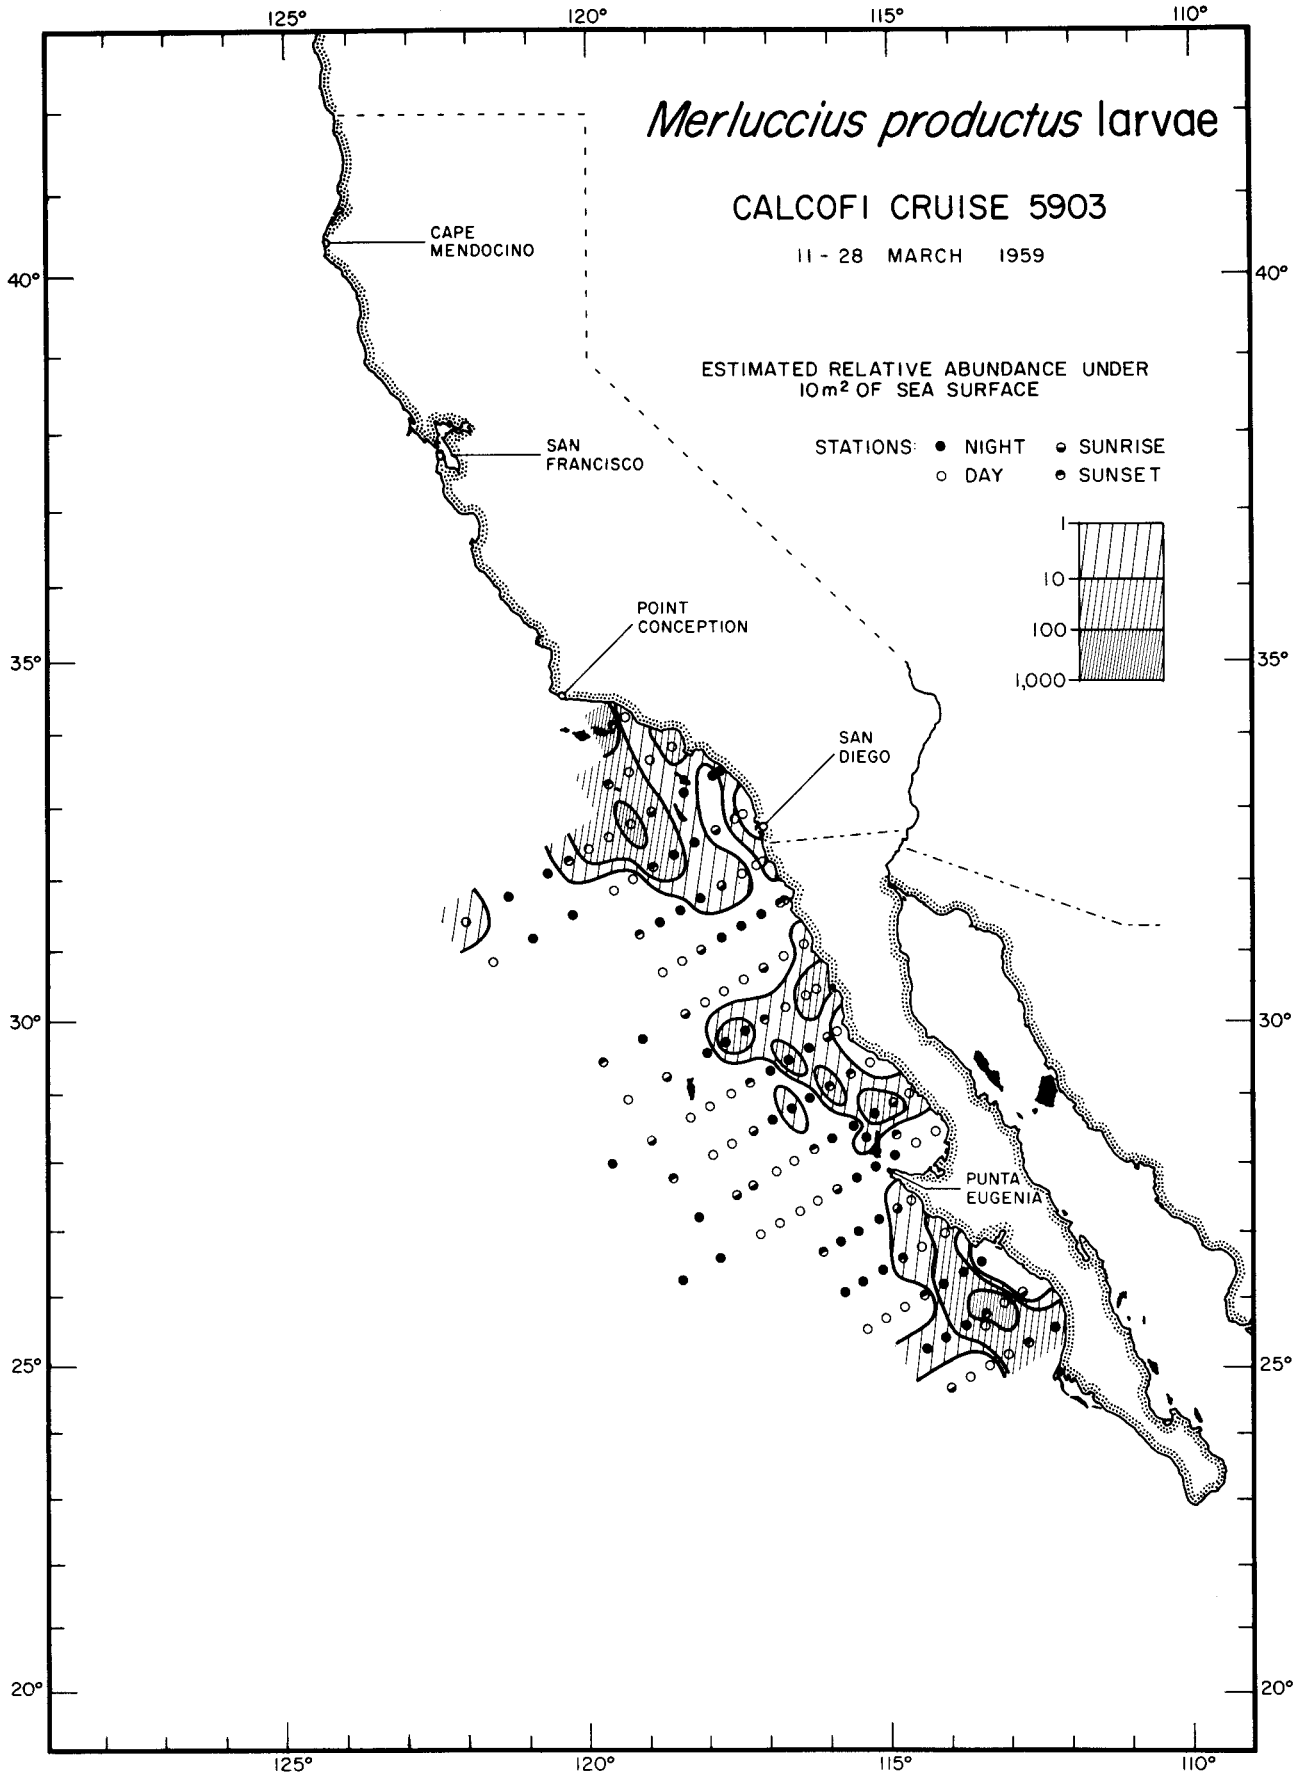 125° 120° 115° 110°
Merluccius productus larvae
CALCOFI CRUISE 5903
11 - 28 MARCH 1959
CAPE
MENDOCINO
40° 40°
ESTIMATED RELATIVE ABUNDANCE UNDER
10m² OF SEA SURFACE
STATIONS: NIGHT SUNRISE
DAY SUNSET
SAN
FRANCISCO
1
10
100
1,000
POINT
CONCEPTION
35° 35°
SAN
DIEGO
30° 30°
PUNTA
EUGENIA
25° 25°
20° 20°
125° 120° 115° 110°